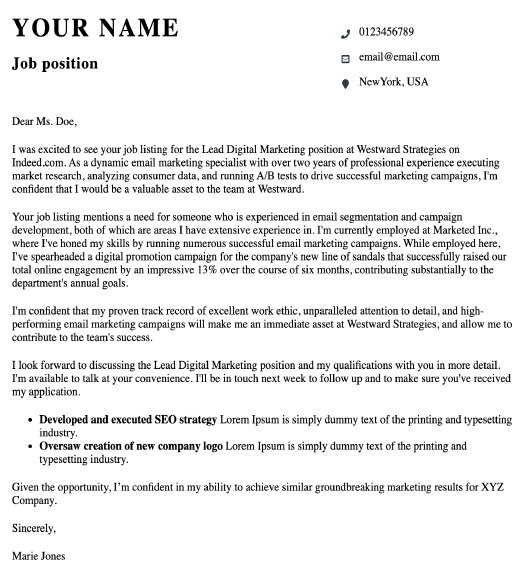 YOUR NAME
Job position
0123456789
email@email.com
NewYork, USA
Dear Ms. Doe,
I was excited to see your job listing for the Lead Digital Marketing position at Westward Strategies on
Indeed.com. As a dynamic email marketing specialist with over two years of professional experience executing
market research, analyzing consumer data, and running A/B tests to drive successful marketing campaigns, I'm
confident that I would be a valuable asset to the team at Westward.
Your job listing mentions a need for someone who is experienced in email segmentation and campaign
development, both of which are areas I have extensive experience in. I'm currently employed at Marketed Inc.,
where I've honed my skills by running numerous successful email marketing campaigns. While employed here,
I've spearheaded a digital promotion campaign for the company's new line of sandals that successfully raised our
total online engagement by an impressive 13% over the course of six months, contributing substantially to the
department's annual goals.
I'm confident that my proven track record of excellent work ethic, unparalleled attention to detail, and high-
performing email marketing campaigns will make me an immediate asset at Westward Strategies, and allow me to
contribute to the team's success.
I look forward to discussing the Lead Digital Marketing position and my qualifications with you in more detail.
I'm available to talk at your convenience. I'll be in touch next week to follow up and to make sure you've received
my application.
• Developed and executed SEO strategy Lorem Ipsum is simply dummy text of the printing and typesetting
industry.
• Oversaw creation of new company logo Lorem Ipsum is simply dummy text of the printing and
typesetting industry.
Given the opportunity, I’m confident in my ability to achieve similar groundbreaking marketing results for XYZ
Company.
Sincerely,
Marie Jones